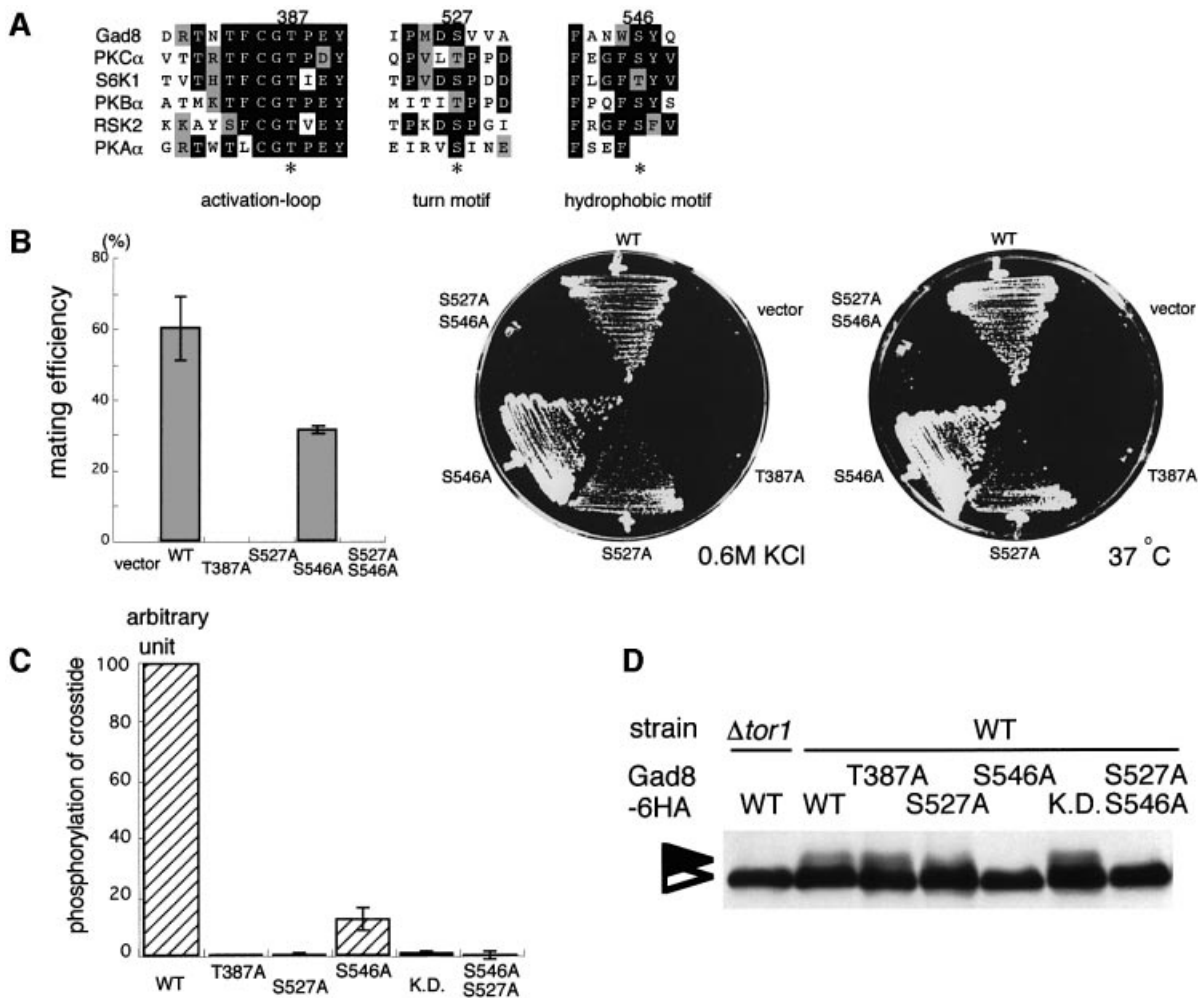 A
387
527
546
Gad8 D R T N T F C G T P E Y I P M D S V V A F A N W S Y Q
PKCα V T T R T F C G T P D Y Q P V L T P P D F E G F S Y V
S6K1 T V T H T F C G T I E Y T P V D S P D D F L G F T Y V
PKBα A T M K T F C G T P E Y M I T I T P P D F P Q F S Y S
RSK2 K K A Y S F C G T V E Y T P K D S P G I F R G F S F V
PKAα G R T W T L C G T P E Y E I R V S I N E F S E F
* * *
activation-loop turn motif hydrophobic motif
B
(%)
mating efficiency
80
60
40
20
0
vector
WT
T387A
S527A
S546A
S527A
S546A
WT
vector
T387A
S527A
S546A
S527A
S546A
0.6M KCl
WT
vector
T387A
S527A
S546A
S527A
S546A
37 °C
C
arbitrary
unit
phosphorylation of crosstide
100
80
60
40
20
0
WT
T387A
S527A
S546A
K.D.
S546A
S527A
D
strain Δtor1 WT
Gad8 T387A S546A S527A
-6HA WT WT S527A K.D. S546A